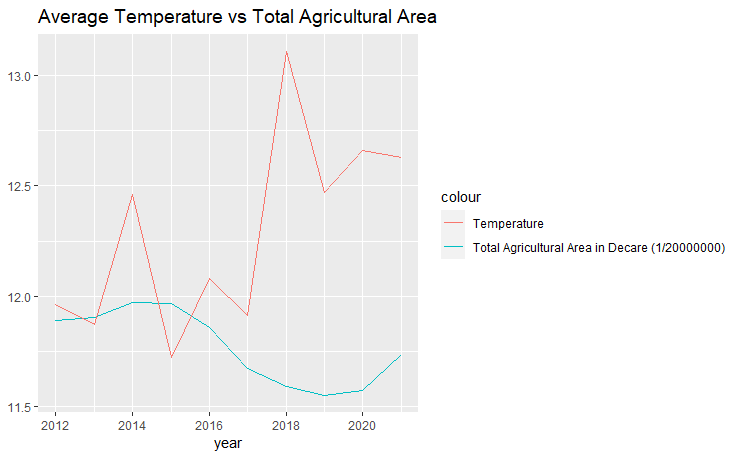 Average Temperature vs Total Agricultural Area
13.0
12.5
12.0
11.5
2012 2014 2016 2018 2020
year
colour
Temperature
Total Agricultural Area in Decare (1/20000000)